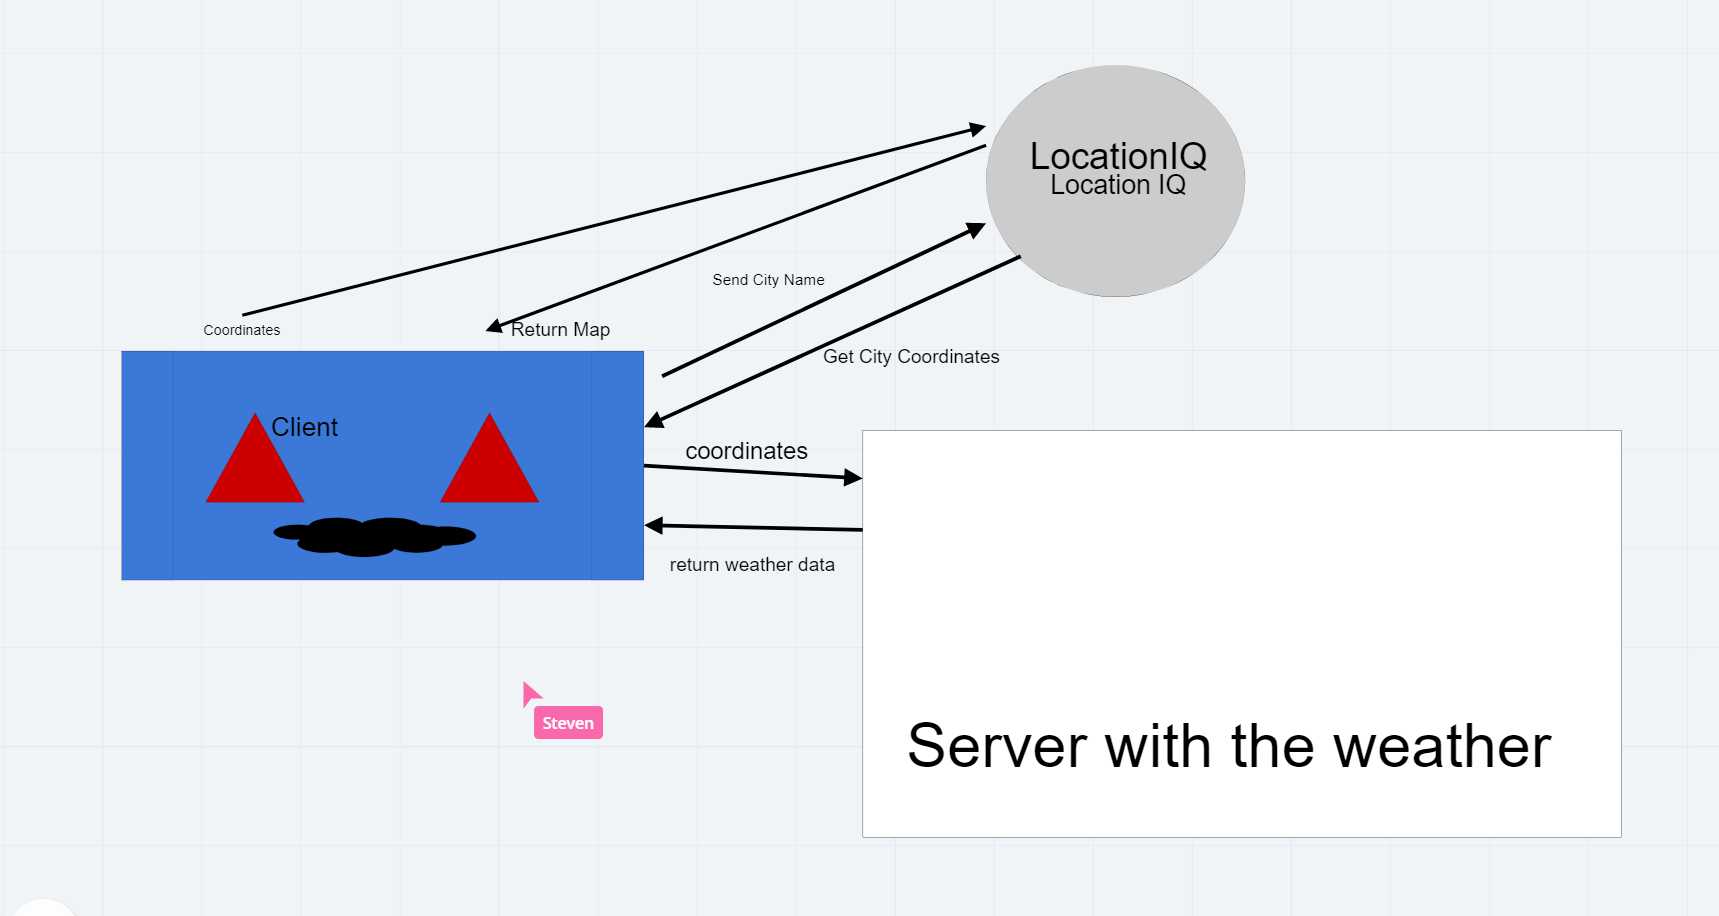 LocationIQ
Location IQ
Send City Name
Coordinates
Return Map
Get City Coordinates
Client
coordinates
return weather data
Steven
Server with the weather